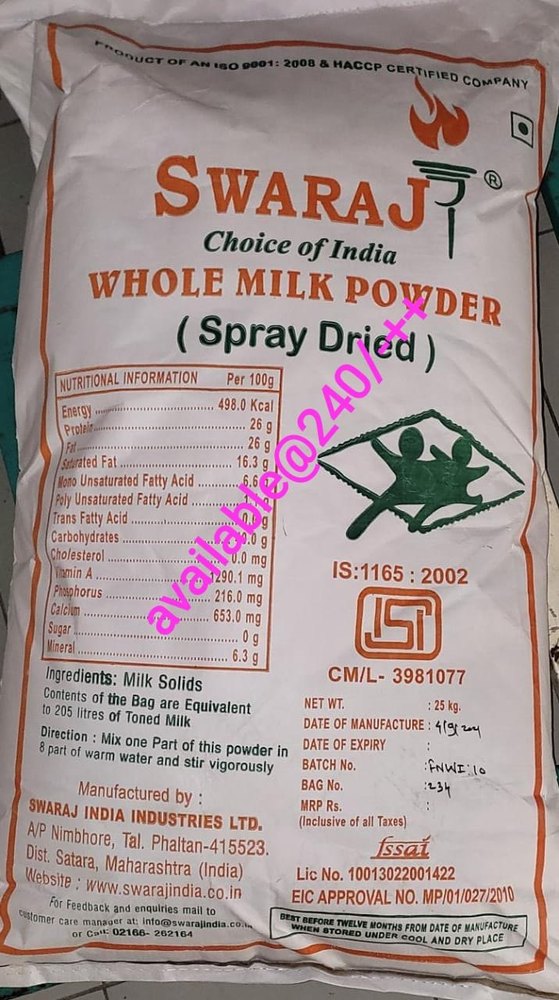 PRODUCT OF AN ISO 9001: 2008 & HACCP CERTIFIED COMPANY
SWARAJ ®
Choice of India
WHOLE MILK POWDER
( Spray Dried )
NUTRITIONAL INFORMATION Per 100g
Energy 498.0 Kcal
Protein 26 g
Fat 26 g
Saturated Fat 16.3 g
Mono Unsaturated Fatty Acid
Poly Unsaturated Fatty Acid
Trans Fatty Acid
Carbohydrates
Cholesterol
Vitamin A
Phosphorus 216.0 mg
Calcium 653.0 mg
Sugar 0 g
Mineral 6.3 g
available@240/-++
Ingredients: Milk Solids
Contents of the Bag are Equivalent
to 205 litres of Toned Milk
Direction : Mix one Part of this powder in
8 part of warm water and stir vigorously
Manufactured by :
SWARAJ INDIA INDUSTRIES LTD.
A/P Nimbhore, Tal. Phaltan-415523.
Dist. Satara, Maharashtra (India)
Website : www.swarajindia.co.in
For Feedback and enquiries mail to
customer care manager at: info@swarajindia.co.in
or Call: 02166- 262164
IS:1165 : 2002
ISI
CM/L- 3981077
NET WT. : 25 kg.
DATE OF MANUFACTURE :
DATE OF EXPIRY :
BATCH No. :
BAG No. : 234
MRP Rs. :
(Inclusive of all Taxes)
fssai
Lic No. 10013022001422
EIC APPROVAL NO. MP/01/027/2010
BEST BEFORE TWELVE MONTHS FROM DATE OF MANUFACTURE
WHEN STORED UNDER COOL AND DRY PLACE